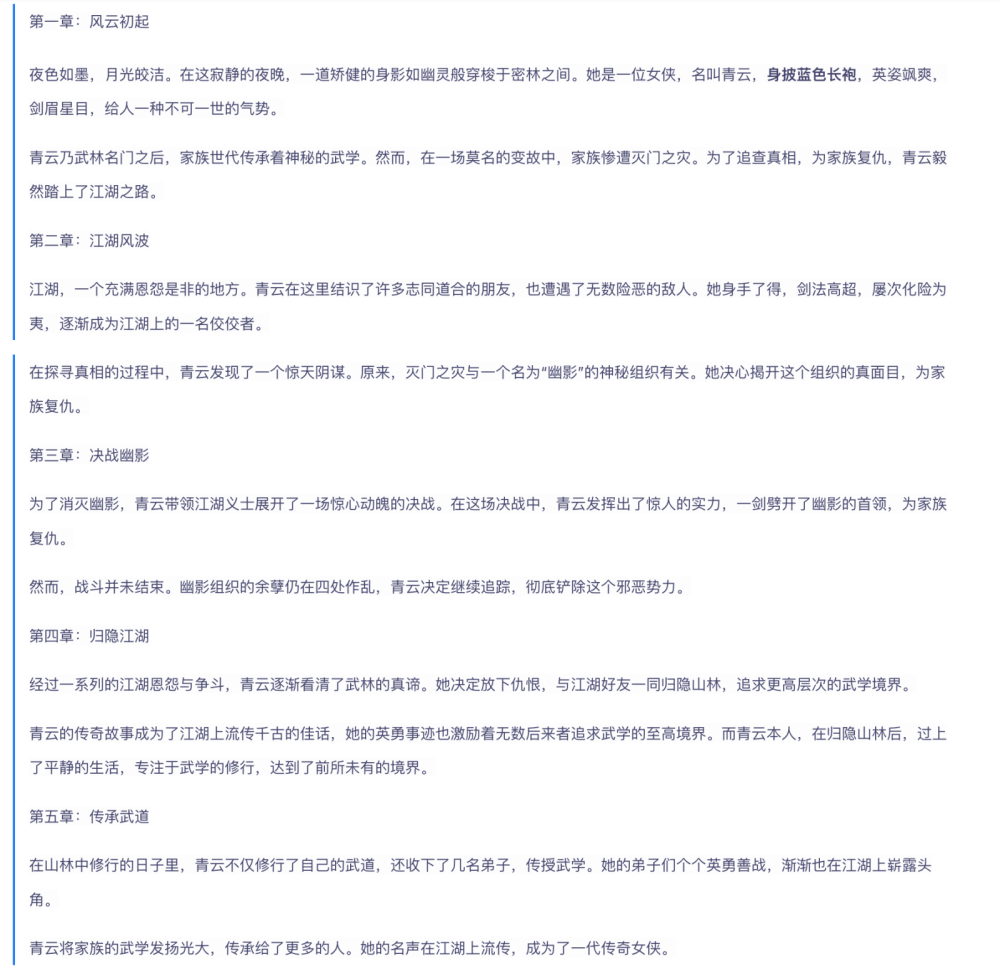 第一章：风云初起
夜色如墨，月光皎洁。在这寂静的夜晚，一道矫健的身影如幽灵般穿梭于密林之间。她是一位女侠，名叫青云，身披蓝色长袍，英姿飒爽，
剑眉星目，给人一种不可一世的气势。
青云乃武林名门之后，家族世代传承着神秘的武学。然而，在一场莫名的变故中，家族惨遭灭门之灾。为了追查真相，为家族复仇，青云毅
然踏上了江湖之路。
第二章：江湖风波
江湖，一个充满恩怨是非的地方。青云在这里结识了许多志同道合的朋友，也遭遇了无数险恶的敌人。她身手了得，剑法高超，屡次化险为
夷，逐渐成为江湖上的一名佼佼者。
在探寻真相的过程中，青云发现了一个惊天阴谋。原来，灭门之灾与一个名为“幽影”的神秘组织有关。她决心揭开这个组织的真面目，为家
族复仇。
第三章：决战幽影
为了消灭幽影，青云带领江湖义士展开了一场惊心动魄的决战。在这场决战中，青云发挥出了惊人的实力，一剑劈开了幽影的首领，为家族
复仇。
然而，战斗并未结束。幽影组织的余孽仍在四处作乱，青云决定继续追踪，彻底铲除这个邪恶势力。
第四章：归隐江湖
经过一系列的江湖恩怨与争斗，青云逐渐看清了武林的真谛。她决定放下仇恨，与江湖好友一同归隐山林，追求更高层次的武学境界。
青云的传奇故事成为了江湖上流传千古的佳话，她的英勇事迹也激励着无数后来者追求武学的至高境界。而青云本人，在归隐山林后，过上
了平静的生活，专注于武学的修行，达到了前所未有的境界。
第五章：传承武道
在山林中修行的日子里，青云不仅修行了自己的武道，还收下了几名弟子，传授武学。她的弟子们个个英勇善战，渐渐也在江湖上崭露头
角。
青云将家族的武学发扬光大，传承给了更多的人。她的名声在江湖上流传，成为了一代传奇女侠。